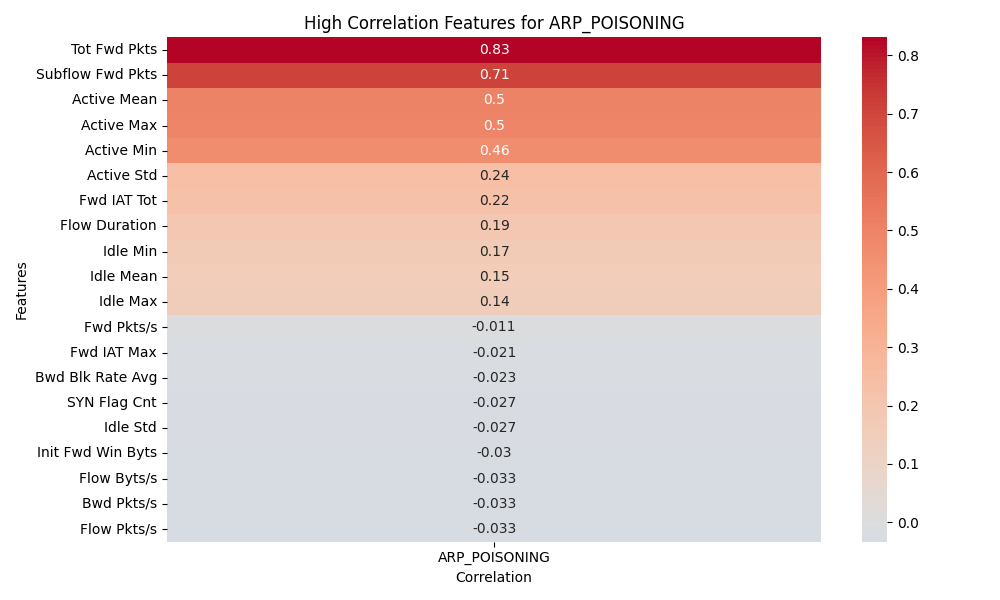 High Correlation Features for ARP_POISONING
Features
Tot Fwd Pkts 0.83
Subflow Fwd Pkts 0.71
Active Mean 0.5
Active Max 0.5
Active Min 0.46
Active Std 0.24
Fwd IAT Tot 0.22
Flow Duration 0.19
Idle Min 0.17
Idle Mean 0.15
Idle Max 0.14
Fwd Pkts/s -0.011
Fwd IAT Max -0.021
Bwd Blk Rate Avg -0.023
SYN Flag Cnt -0.027
Idle Std -0.027
Init Fwd Win Byts -0.03
Flow Byts/s -0.033
Bwd Pkts/s -0.033
Flow Pkts/s -0.033
ARP_POISONING
Correlation
0.8
0.7
0.6
0.5
0.4
0.3
0.2
0.1
0.0